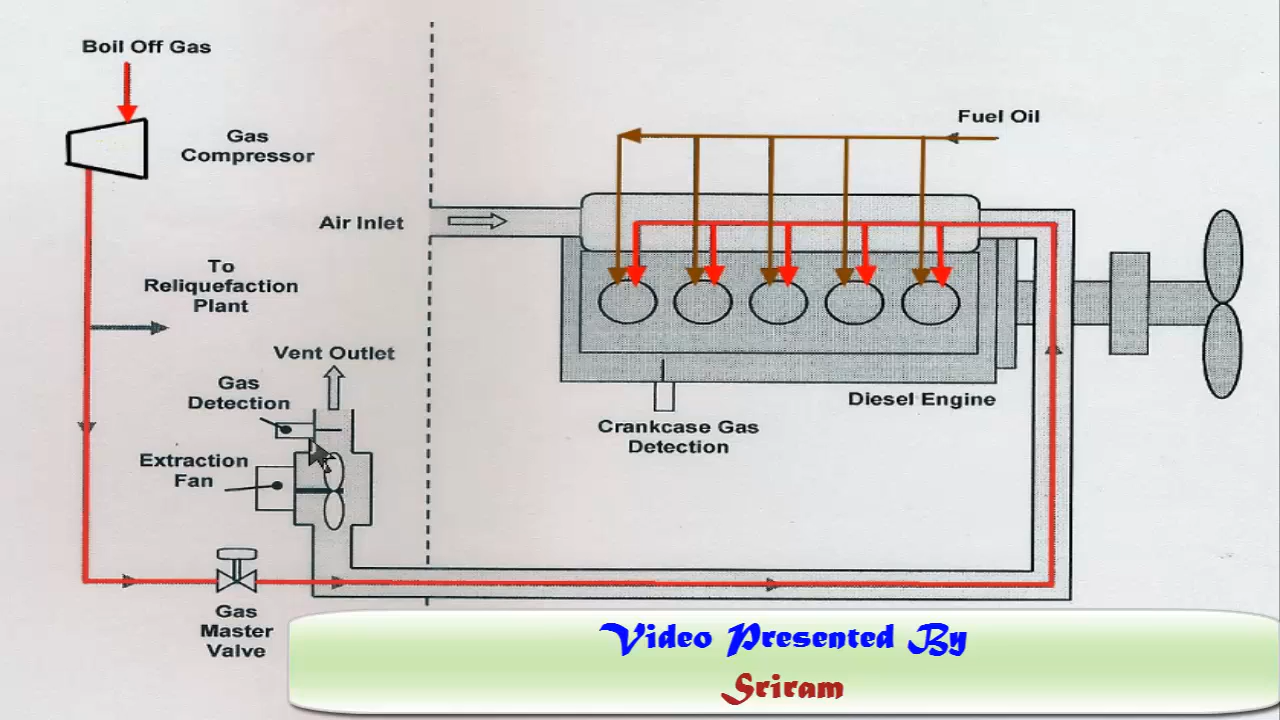 Boil Off Gas
Gas
Compressor
Fuel Oil
Air Inlet
To
Reliquefaction
Plant
Vent Outlet
Gas
Detection
Extraction
Fan
Diesel Engine
Crankcase Gas
Detection
Gas
Master
Valve
Video Presented By
Sriram